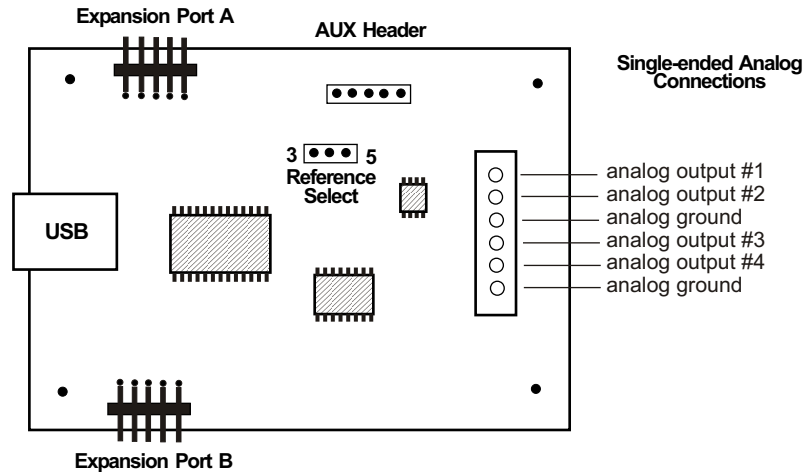 Expansion Port A
AUX Header
Single-ended Analog
Connections
3
5
Reference
Select
USB
analog output #1
analog output #2
analog ground
analog output #3
analog output #4
analog ground
Expansion Port B